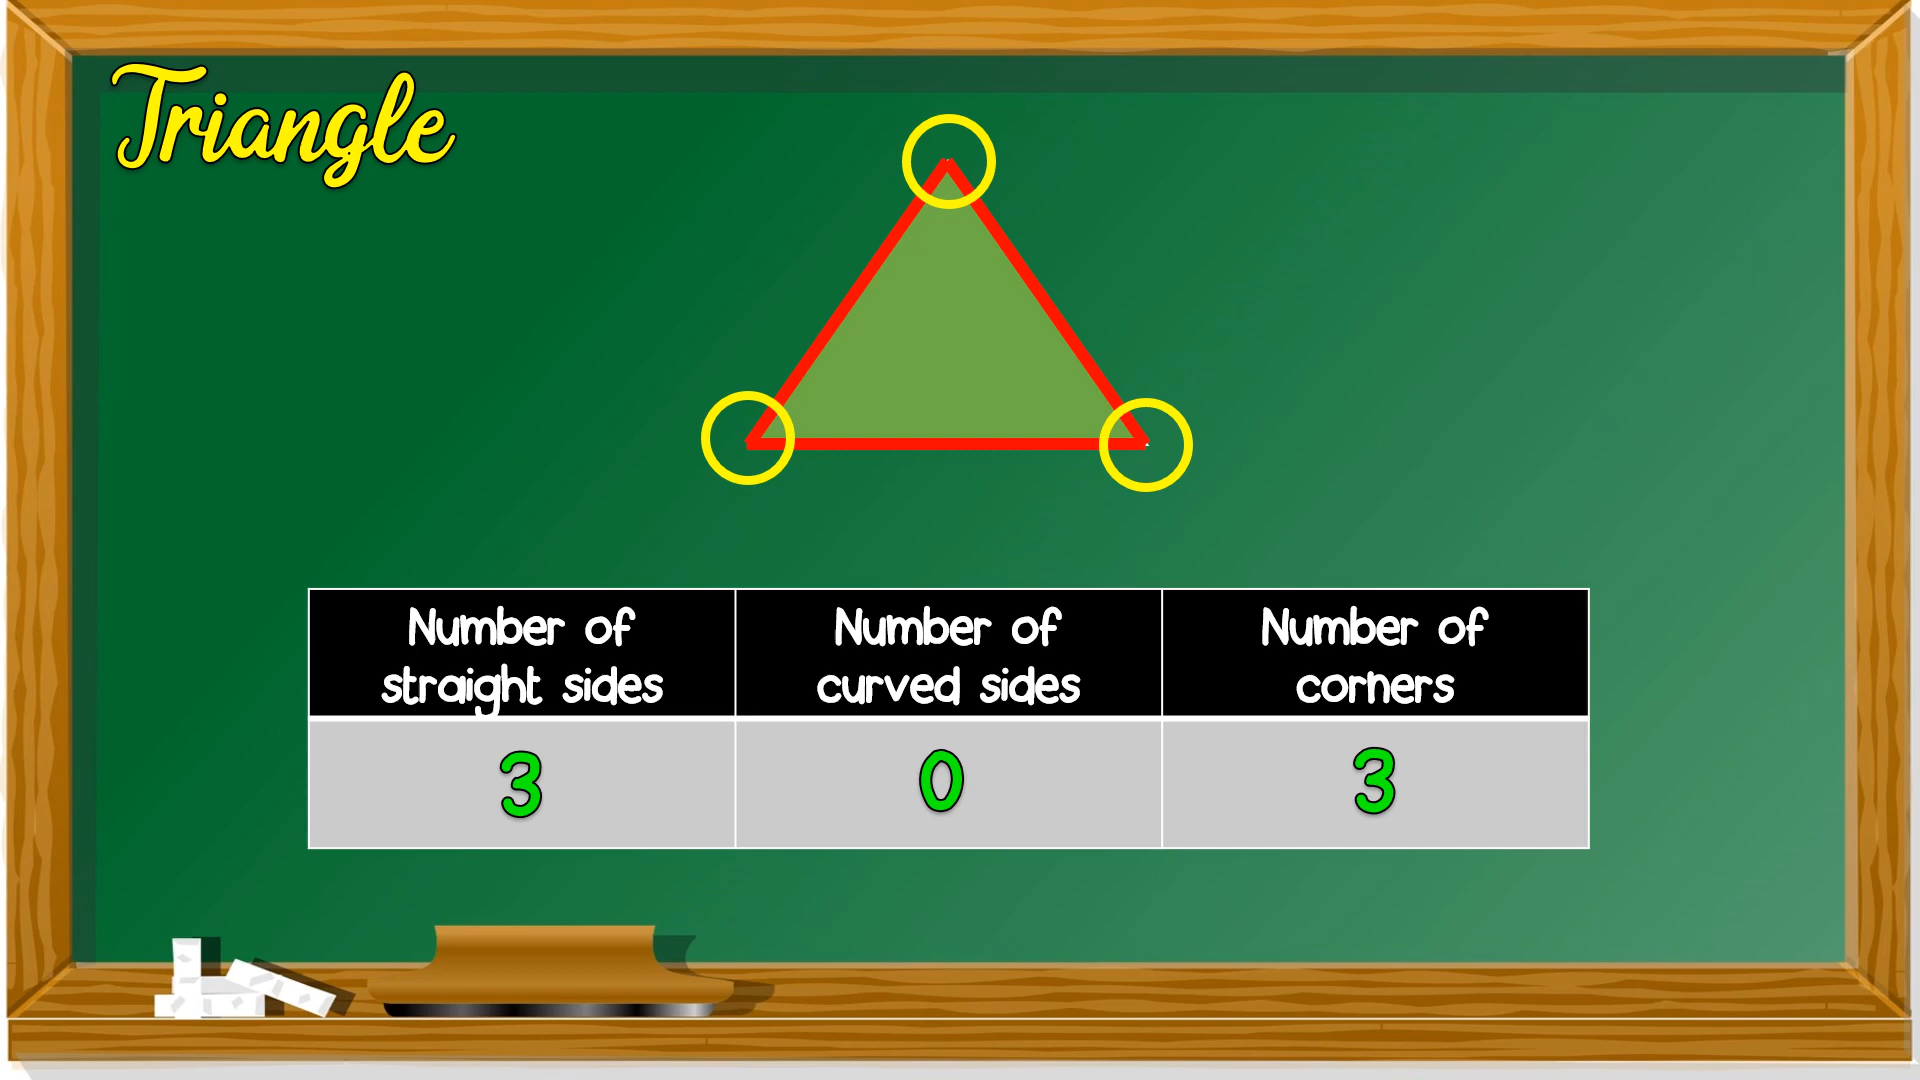 Triangle
Number of straight sides
Number of curved sides
Number of corners
3
0
3